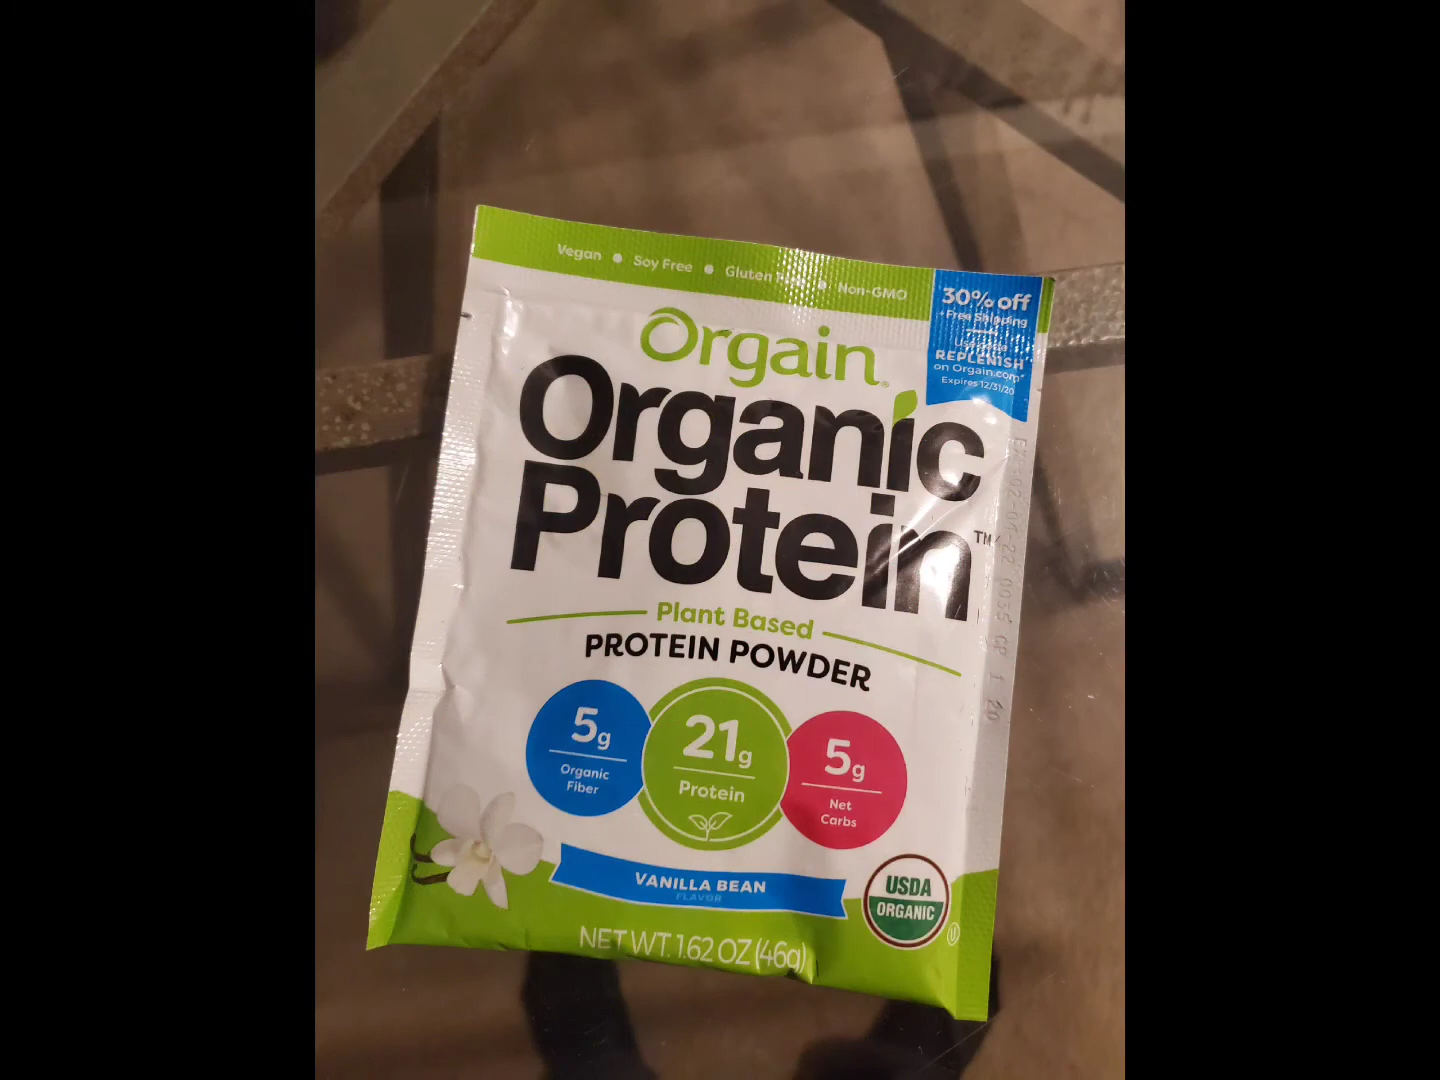 Vegan • Soy Free • Gluten • Non-GMO
30% off
+ Free Shipping
Use code
REPLENISH
on Orgain.com*
Expires 12/31/20
Orgain®
Organic
Protein™
Plant Based
PROTEIN POWDER
5g
Organic
Fiber
21g
Protein
5g
Net
Carbs
VANILLA BEAN
FLAVOR
USDA
ORGANIC
U
NET WT. 1.62 OZ (46g)